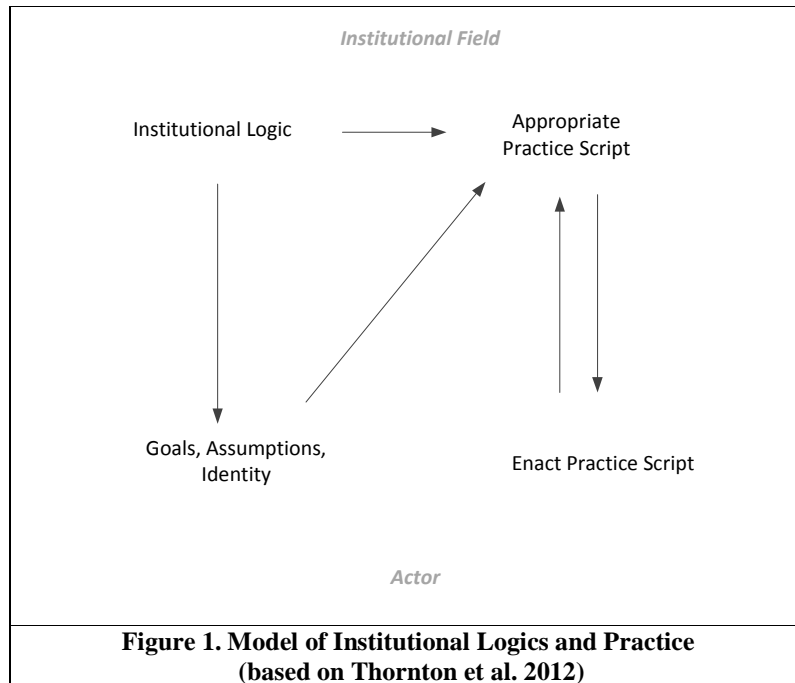 Institutional Field
Institutional Logic
Appropriate
Practice Script
Goals, Assumptions,
Identity
Enact Practice Script
Actor
Figure 1. Model of Institutional Logics and Practice
(based on Thornton et al. 2012)